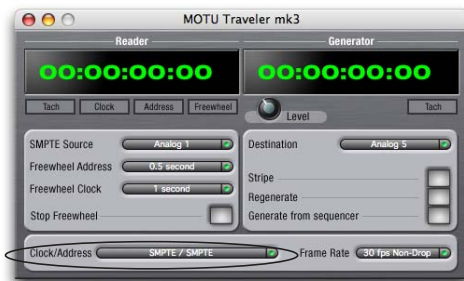 MOTU Traveler mk3
Reader
Generator
00:00:00:00
00:00:00:00
Tach Clock Address Freewheel
Level
Tach
SMPTE Source Analog 1
Freewheel Address 0.5 second
Freewheel Clock 1 second
Stop Freewheel
Destination Analog 5
Stripe
Regenerate
Generate from sequencer
Clock/Address SMPTE / SMPTE
Frame Rate 30 fps Non-Drop